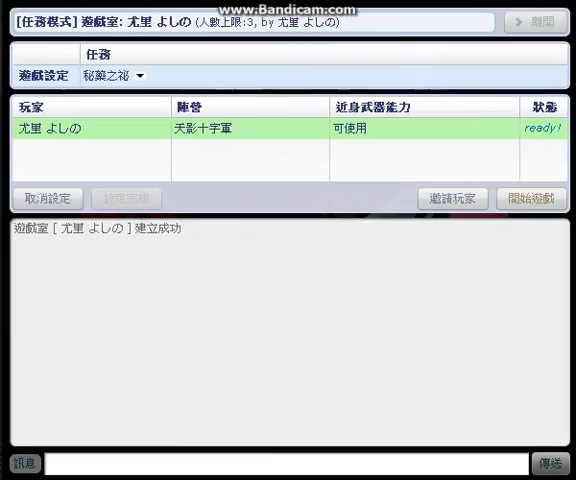 www.Bandicam.com
[任務模式] 遊戲室: 尤里 よしの (人數上限:3, by 尤里 よしの)
離開
任務
遊戲設定 秘藥之祕
玩家 陣營 近身武器能力 狀態
尤里 よしの 天影十字軍 可使用 ready!
取消設定 設定完成 邀請玩家 開始遊戲
遊戲室 [ 尤里 よしの ] 建立成功
訊息 傳送